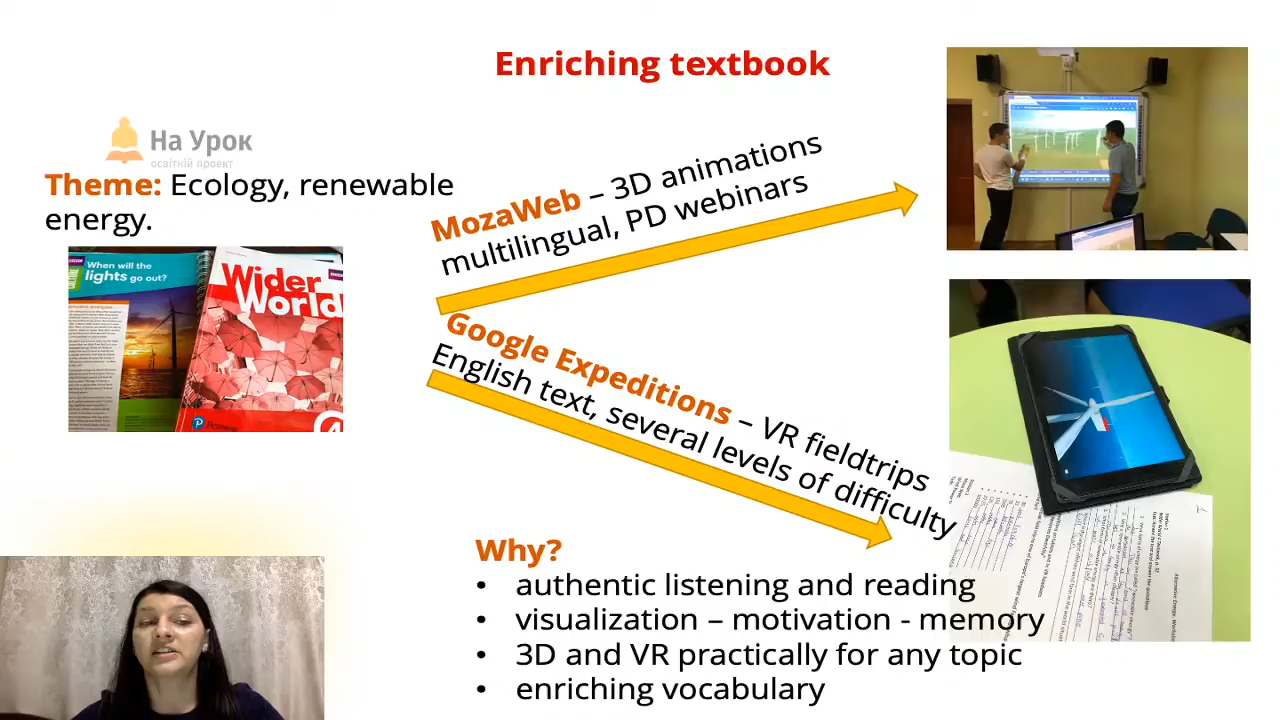 Enriching textbook
На Урок
освітній проект
Theme: Ecology, renewable
energy.
When will the
lights go out?
Wider
World
Pearson
MozaWeb – 3D animations
multilingual, PD webinars
Google Expeditions – VR fieldtrips
English text, several levels of difficulty
Why?
• authentic listening and reading
• visualization – motivation - memory
• 3D and VR practically for any topic
• enriching vocabulary